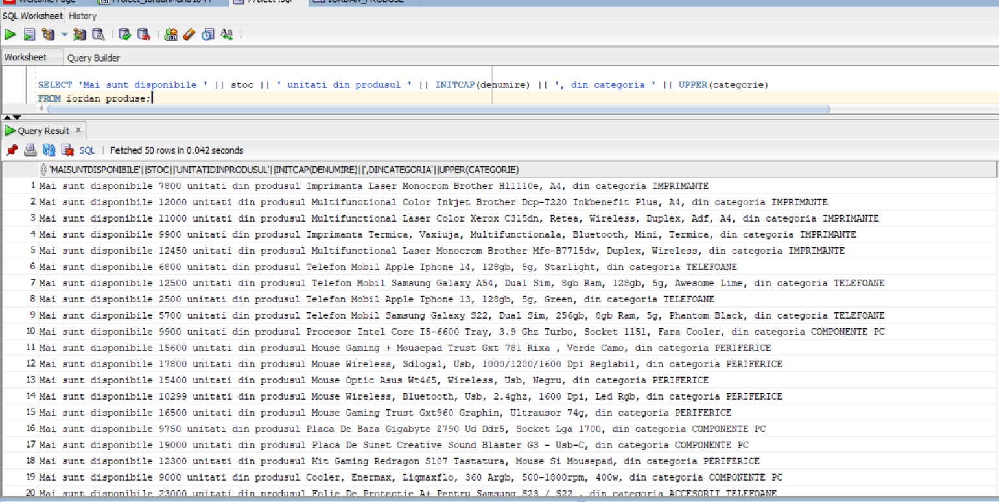 SQL Worksheet History
Worksheet Query Builder
SELECT 'Mai sunt disponibile ' || stoc || ' unitati din produsul ' || INITCAP(denumire) || ', din categoria ' || UPPER(categorie)
FROM iordan_produse;
Query Result x
SQL | Fetched 50 rows in 0.042 seconds
'MAISUNTDISPONIBILE'||STOC||'UNITATIDINPRODUSUL'||INITCAP(DENUMIRE)||',DINCATEGORIA'||UPPER(CATEGORIE)
1 Mai sunt disponibile 7800 unitati din produsul Imprimanta Laser Monocrom Brother Hl1110e, A4, din categoria IMPRIMANTE
2 Mai sunt disponibile 12000 unitati din produsul Multifunctional Color Inkjet Brother Dcp-T220 Inkbenefit Plus, A4, din categoria IMPRIMANTE
3 Mai sunt disponibile 11000 unitati din produsul Multifunctional Laser Color Xerox C315dn, Retea, Wireless, Duplex, Adf, A4, din categoria IMPRIMANTE
4 Mai sunt disponibile 9900 unitati din produsul Imprimanta Termica, Vaxiuja, Multifunctionala, Bluetooth, Mini, Termica, din categoria IMPRIMANTE
5 Mai sunt disponibile 12450 unitati din produsul Multifunctional Laser Monocrom Brother Mfc-B7715dw, Duplex, Wireless, din categoria IMPRIMANTE
6 Mai sunt disponibile 6800 unitati din produsul Telefon Mobil Apple Iphone 14, 128gb, 5g, Starlight, din categoria TELEFOANE
7 Mai sunt disponibile 12500 unitati din produsul Telefon Mobil Samsung Galaxy A54, Dual Sim, 8gb Ram, 128gb, 5g, Awesome Lime, din categoria TELEFOANE
8 Mai sunt disponibile 2500 unitati din produsul Telefon Mobil Apple Iphone 13, 128gb, 5g, Green, din categoria TELEFOANE
9 Mai sunt disponibile 5700 unitati din produsul Telefon Mobil Samsung Galaxy S22, Dual Sim, 256gb, 8gb Ram, 5g, Phantom Black, din categoria TELEFOANE
10 Mai sunt disponibile 9900 unitati din produsul Procesor Intel Core I5-6600 Tray, 3.9 Ghz Turbo, Socket 1151, Fara Cooler, din categoria COMPONENTE PC
11 Mai sunt disponibile 15600 unitati din produsul Mouse Gaming + Mousepad Trust Gxt 781 Rixa , Verde Camo, din categoria PERIFERICE
12 Mai sunt disponibile 17800 unitati din produsul Mouse Wireless, Sdlogal, Usb, 1000/1200/1600 Dpi Reglabil, din categoria PERIFERICE
13 Mai sunt disponibile 15400 unitati din produsul Mouse Optic Asus Wt465, Wireless, Usb, Negru, din categoria PERIFERICE
14 Mai sunt disponibile 10299 unitati din produsul Mouse Wireless, Bluetooth, Usb, 2.4ghz, 1600 Dpi, Led Rgb, din categoria PERIFERICE
15 Mai sunt disponibile 16500 unitati din produsul Mouse Gaming Trust Gxt960 Graphin, Ultrausor 74g, din categoria PERIFERICE
16 Mai sunt disponibile 9750 unitati din produsul Placa De Baza Gigabyte Z790 Ud Ddr5, Socket Lga 1700, din categoria COMPONENTE PC
17 Mai sunt disponibile 19000 unitati din produsul Placa De Sunet Creative Sound Blaster G3 - Usb-C, din categoria COMPONENTE PC
18 Mai sunt disponibile 12300 unitati din produsul Kit Gaming Redragon S107 Tastatura, Mouse Si Mousepad, din categoria PERIFERICE
19 Mai sunt disponibile 9000 unitati din produsul Cooler, Enermax, Liqmaxflo, 360 Argb, 500-1800rpm, 400w, din categoria COMPONENTE PC
20 Mai sunt disponibile 23000 unitati din produsul Folie De Protectie A+ Pentru Samsung S23 / S22 , din categoria ACCESORII TELEFOANE